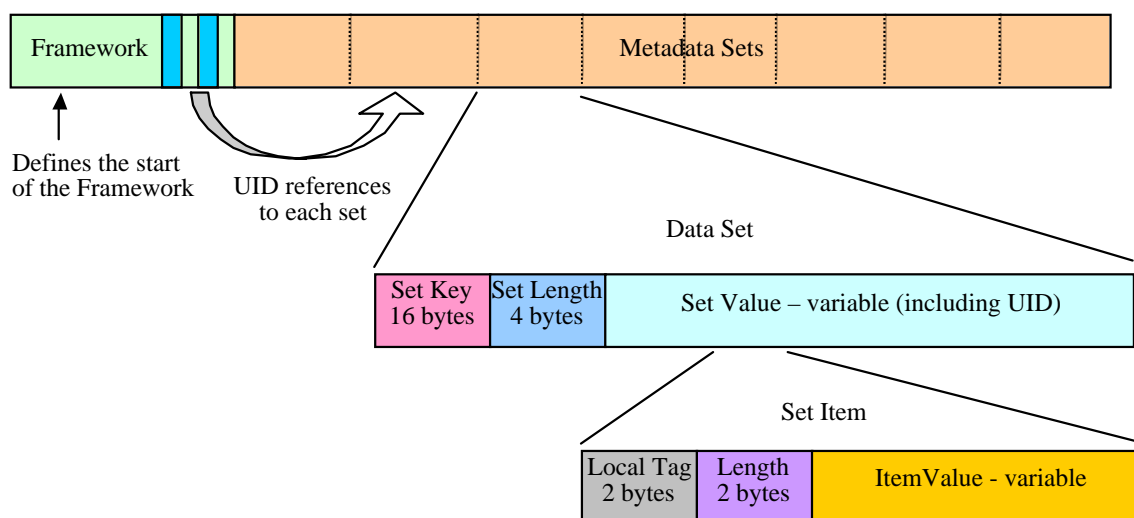 Framework
Metadata Sets
Defines the start
of the Framework
UID references
to each set
Data Set
Set Key
16 bytes
Set Length
4 bytes
Set Value – variable (including UID)
Set Item
Local Tag
2 bytes
Length
2 bytes
ItemValue - variable